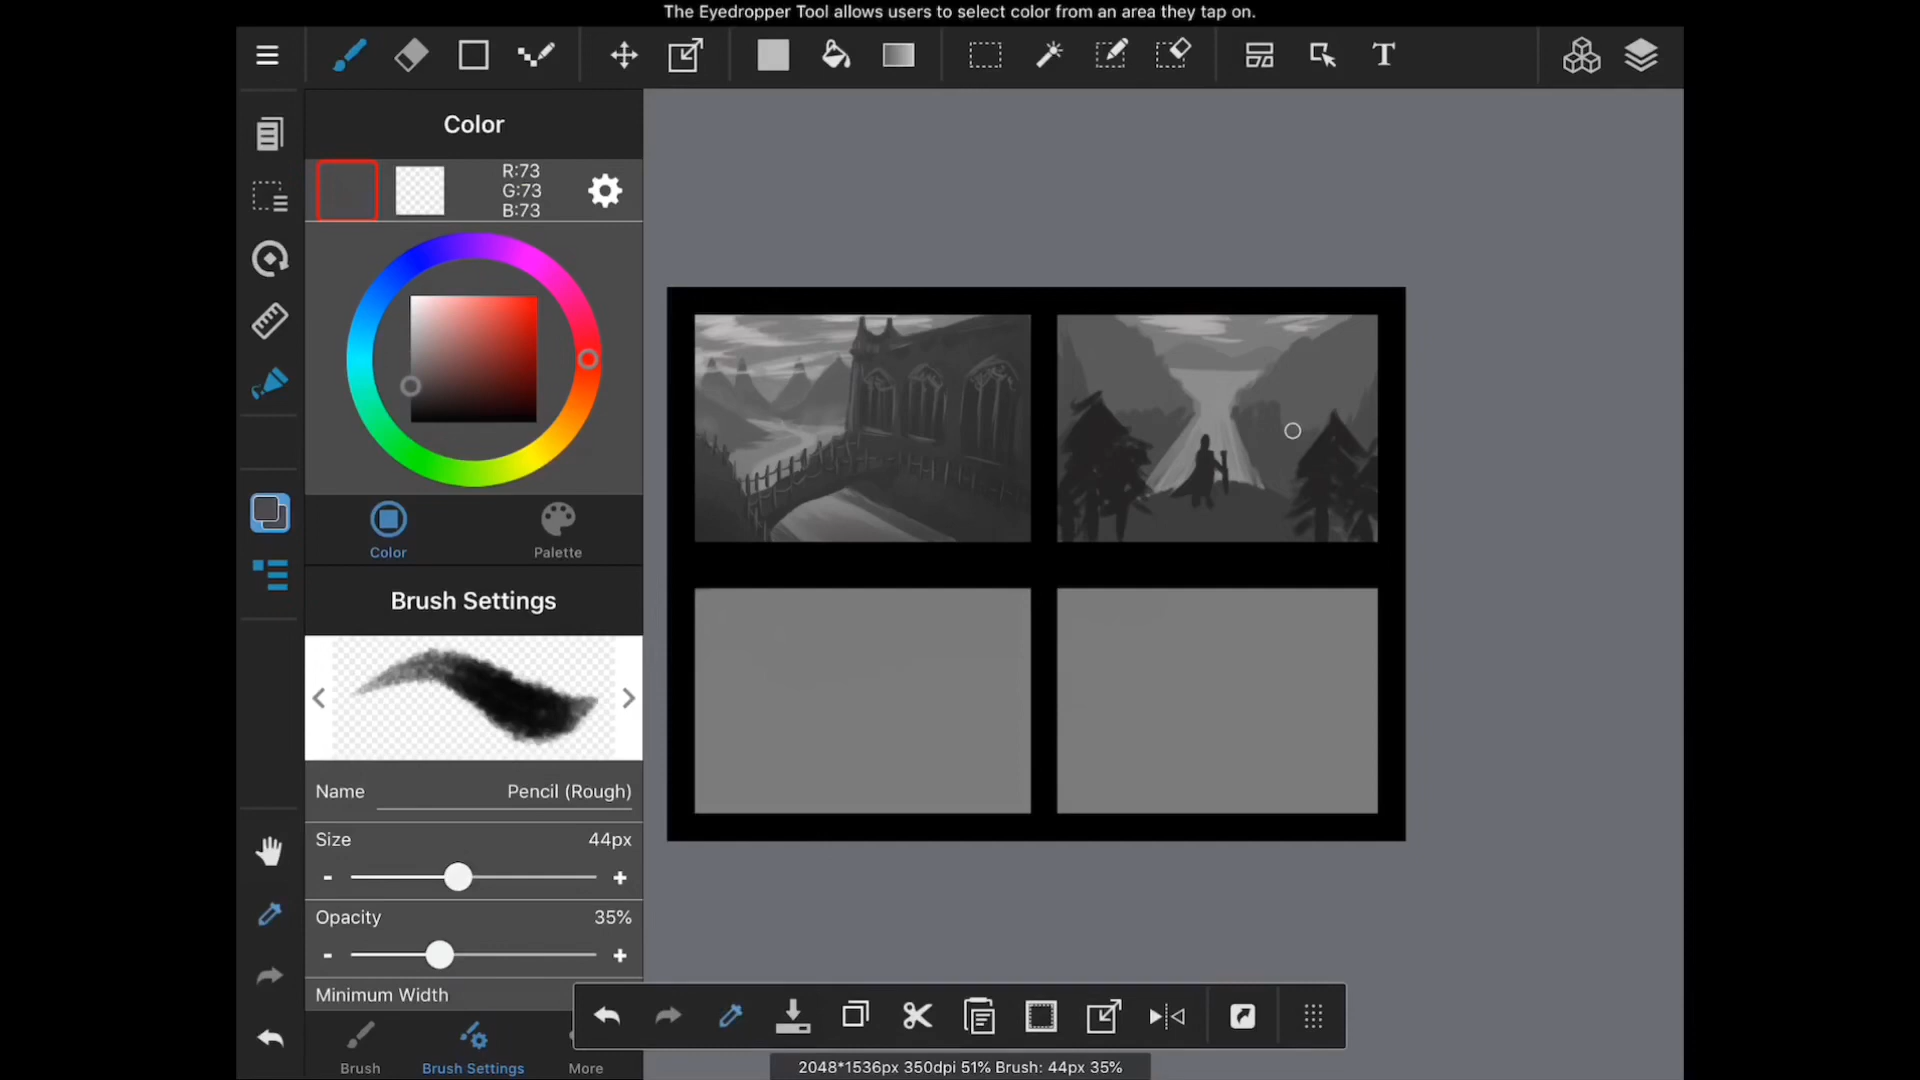 The Eyedropper Tool allows users to select color from an area they tap on.
T
Color
R:73
G:73
B:73
Color
Palette
Brush Settings
Name
Pencil (Rough)
Size
44px
-
+
Opacity
35%
-
+
Minimum Width
Brush
Brush Settings
More
2048*1536px 350dpi 51% Brush: 44px 35%